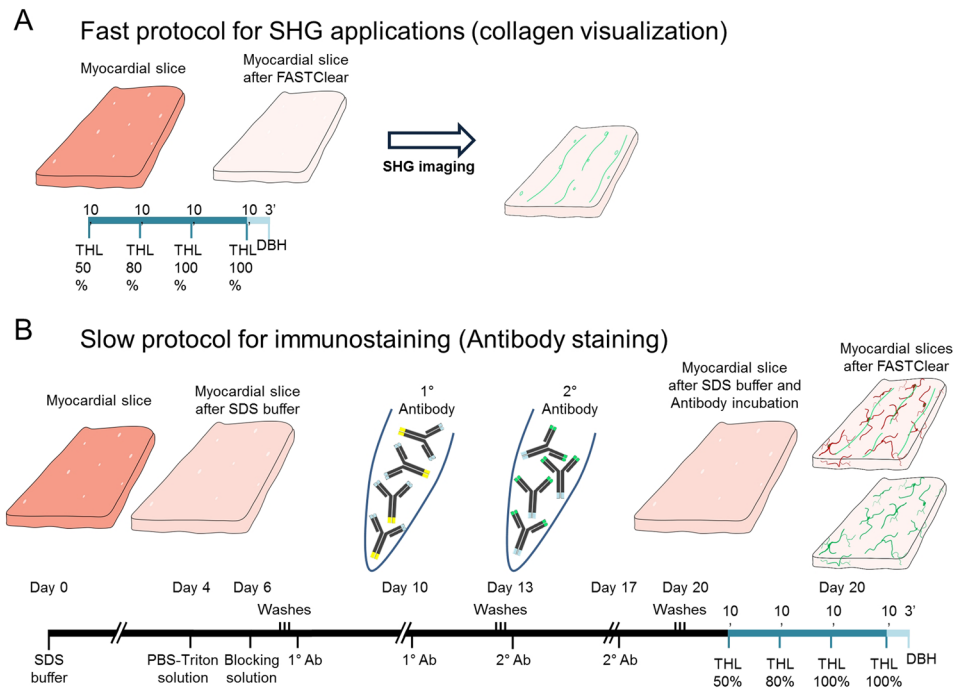 A
Fast protocol for SHG applications (collagen visualization)
Myocardial slice
Myocardial slice
after FASTClear
SHG imaging
10, 10, 10, 10, 3'
THL THL THL THL DBH
50 80 100 100
% % % %
B
Slow protocol for immunostaining (Antibody staining)
Myocardial slice
Myocardial slice
after SDS buffer
1°
Antibody
2°
Antibody
Myocardial slice
after SDS buffer and
Antibody incubation
Myocardial slices
after FASTClear
Day 0 Day 4 Day 6 Day 10 Day 13 Day 17 Day 20 Day 20
Washes Washes Washes
10 10 10 10 3'
SDS
buffer
PBS-Triton
solution
Blocking
solution
1° Ab
1° Ab
2° Ab
2° Ab
THL
50%
THL
80%
THL
100%
THL
100%
DBH